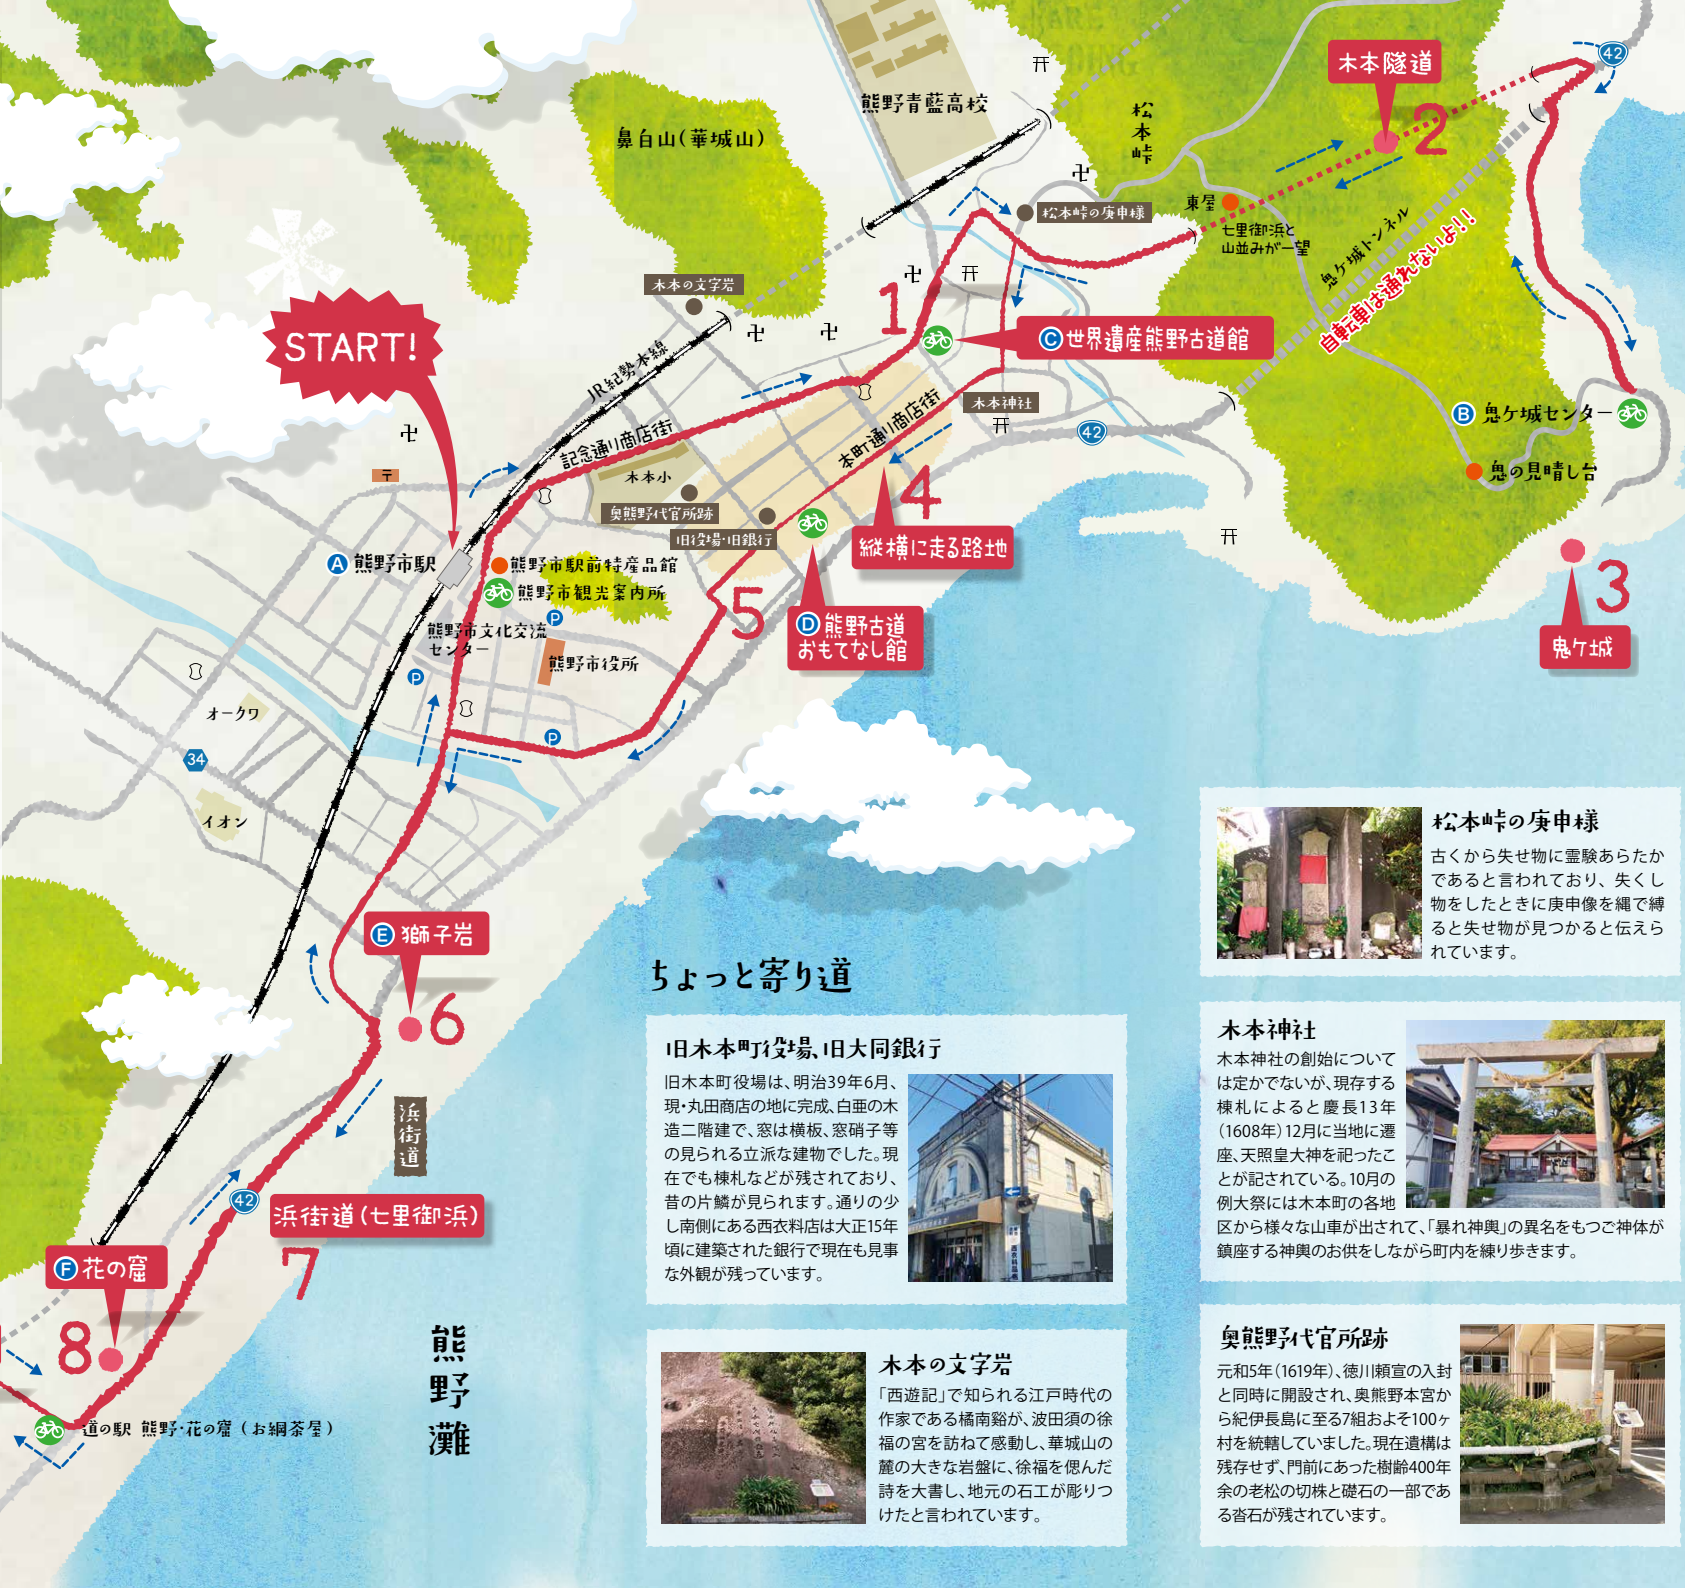 木本隧道
2
42
熊野青藍高校
松本峠
鼻白山(華城山)
松本峠の庚申様
東屋
七里御浜と
山並みが一望
鬼ケ城トンネル
自転車は通れないよ!!
木本の文字岩
START!
JR紀勢本線
1
C 世界遺産熊野古道館
記念通り商店街
本町通り商店街
木本神社
42
B 鬼ケ城センター
鬼の見晴し台
〒
木本小
奥熊野代官所跡
旧役場・旧銀行
4
縦横に走る路地
A 熊野市駅
熊野市駅前特産品館
熊野市観光案内所
P
熊野市文化交流
センター
熊野市役所
5
D 熊野古道
おもてなし館
3
鬼ケ城
P
オークワ
P
34
イオン
E 獅子岩
6
浜街道
42
浜街道(七里御浜)
7
F 花の窟
8
道の駅 熊野・花の窟(お綱茶屋)
熊野灘
ちょっと寄り道
旧木本町役場、旧大同銀行
旧木本町役場は、明治39年6月、
現・丸田商店の地に完成、白亜の木
造二階建で、窓は横板、窓硝子等
の見られる立派な建物でした。現
在でも棟札などが残されており、
昔の片鱗が見られます。通りの少
し南側にある西衣料店は大正15年
頃に建築された銀行で現在も見事
な外観が残っています。
木本の文字岩
「西遊記」で知られる江戸時代の
作家である橘南谿が、波田須の徐
福の宮を訪ねて感動し、華城山の
麓の大きな岩盤に、徐福を偲んだ
詩を大書し、地元の石工が彫りつ
けたと言われています。
松本峠の庚申様
古くから失せ物に霊験あらたか
であると言われており、失くし
物をしたときに庚申像を縄で縛
ると失せ物が見つかると伝えら
れています。
木本神社
木本神社の創始について
は定かでないが、現存する
棟札によると慶長13年
(1608年)12月に当地に遷
座、天照皇大神を祀ったこ
とが記されている。10月の
例大祭には木本町の各地
区から様々な山車が出されて、「暴れ神輿」の異名をもつご神体が
鎮座する神輿のお供をしながら町内を練り歩きます。
奥熊野代官所跡
元和5年(1619年)、徳川頼宣の入封
と同時に開設され、奥熊野本宮か
ら紀伊長島に至る7組およそ100ヶ
村を統轄していました。現在遺構は
残存せず、門前にあった樹齢400年
余の老松の切株と礎石の一部であ
る沓石が残されています。